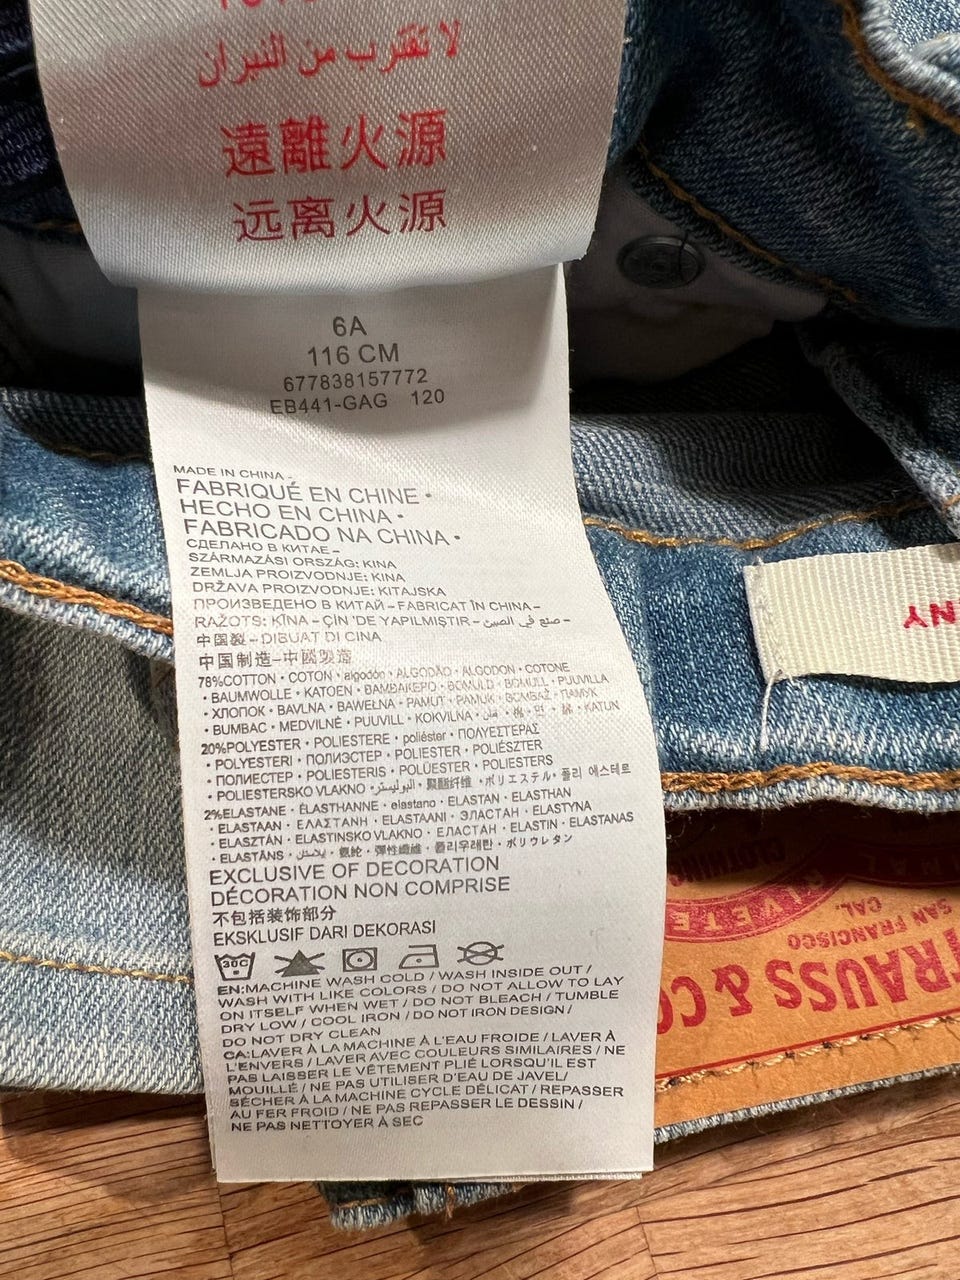 لا تقترب من النيران
遠離火源
远离火源
6A
116 CM
677838157772
EB441-GAG 120
MADE IN CHINA -
FABRIQUÉ EN CHINE •
HECHO EN CHINA •
FABRICADO NA CHINA •
СДЕЛАНО В КИТАЕ –
SZÁRMAZÁSI ORSZÁG: KINA
ZEMLJA PROIZVODNJE: KINA
DRŽAVA PROIZVODNJE: KITAJSKA
ПРОИЗВЕДЕНО В КИТАЙ – FABRICAT ÎN CHINA –
RAŽOTS: ĶĪNA – ÇİN 'DE YAPILMIŞTIR – صنع في الصين –
中國製 – DIBUAT DI CINA
中国制造–中国製造
78%COTTON • COTON • algodón • ALGODÃO • ALGODON • COTONE
• BAUMWOLLE • KATOEN • ΒΑΜΒΑΚΕΡΟ • BOMULD • BOMULL • PUUVILLA
• ХЛОПОК • BAVLNA • BAWEŁNA • PAMUT • PAMUK • BOMBAŽ • ПАМУК
• BUMBAC • MEDVILNĖ • PUUVILL • KOKVILNA • قطن • 棉 • 면 • 綿 • KATUN
20%POLYESTER • POLIESTERE • poliéster • ΠΟΛΥΕΣΤΕΡΑΣ
• POLYESTERI • ПОЛИЭСТЕР • POLIESTER • POLIÉSZTER
• ПОЛИЕСТЕР • POLIESTERIS • POLÜESTER • POLIESTERS
• POLIESTERSKO VLAKNO • البوليستر • 聚酯纤维 • ポリエステル • 폴리 에스테르
2%ELASTANE • ÉLASTHANNE • elastano • ELASTAN • ELASTHAN
• ELASTAAN • ΕΛΑΣΤΑΝΗ • ELASTAANI • ЭЛАСТАН • ELASTYNA
• ELASZTÁN • ELASTINSKO VLAKNO • ЕЛАСТАН • ELASTIN • ELASTANAS
• ELASTĀNS • ايلاستين • 氨纶 • 彈性纖維 • 폴리우레탄 • ポリウレタン
EXCLUSIVE OF DECORATION
DÉCORATION NON COMPRISE
不包括装饰部分
EKSKLUSIF DARI DEKORASI
30C
EN:MACHINE WASH COLD / WASH INSIDE OUT /
WASH WITH LIKE COLORS / DO NOT ALLOW TO LAY
ON ITSELF WHEN WET / DO NOT BLEACH / TUMBLE
DRY LOW / COOL IRON / DO NOT IRON DESIGN /
DO NOT DRY CLEAN
CA:LAVER À LA MACHINE À L'EAU FROIDE / LAVER À
L'ENVERS / LAVER AVEC COULEURS SIMILAIRES / NE
PAS LAISSER LE VÊTEMENT PLIÉ LORSQU'IL EST
MOUILLÉ / NE PAS UTILISER D'EAU DE JAVEL/
SÉCHER À LA MACHINE CYCLE DÉLICAT / REPASSER
AU FER FROID / NE PAS REPASSER LE DESSIN /
NE PAS NETTOYER À SEC
NY
CLOTHING
RIVETE
CAL.
SAN FRANCISCO
TRAUSS & CO